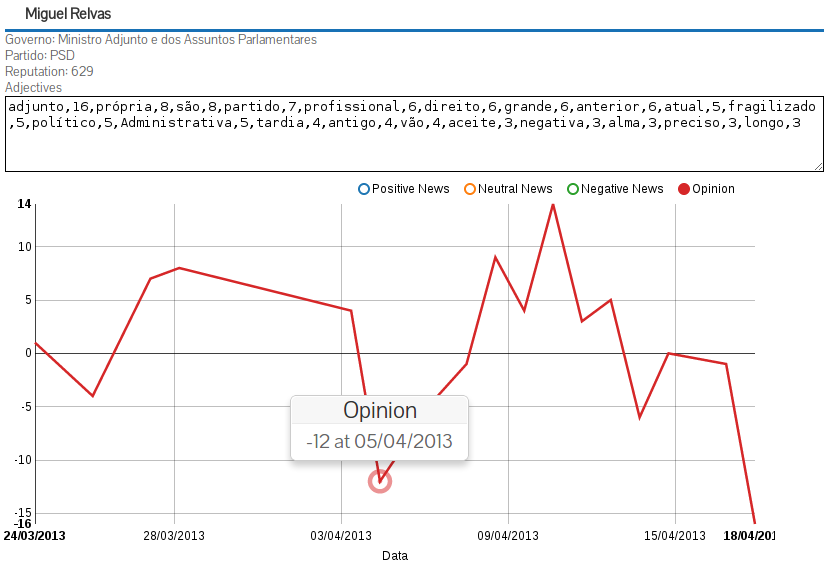 Miguel Relvas
Governo: Ministro Adjunto e dos Assuntos Parlamentares
Partido: PSD
Reputation: 629
Adjectives
adjunto,16,própria,8,são,8,partido,7,profissional,6,direito,6,grande,6,anterior,6,atual,5,fragilizado
,5,político,5,Administrativa,5,tardia,4,antigo,4,vão,4,aceite,3,negativa,3,alma,3,preciso,3,longo,3
Positive News Neutral News Negative News Opinion
14
10
5
0
-5
Opinion
-12 at 05/04/2013
-10
-15
-16
24/03/2013 28/03/2013 03/04/2013 09/04/2013 15/04/2013 18/04/201
Data